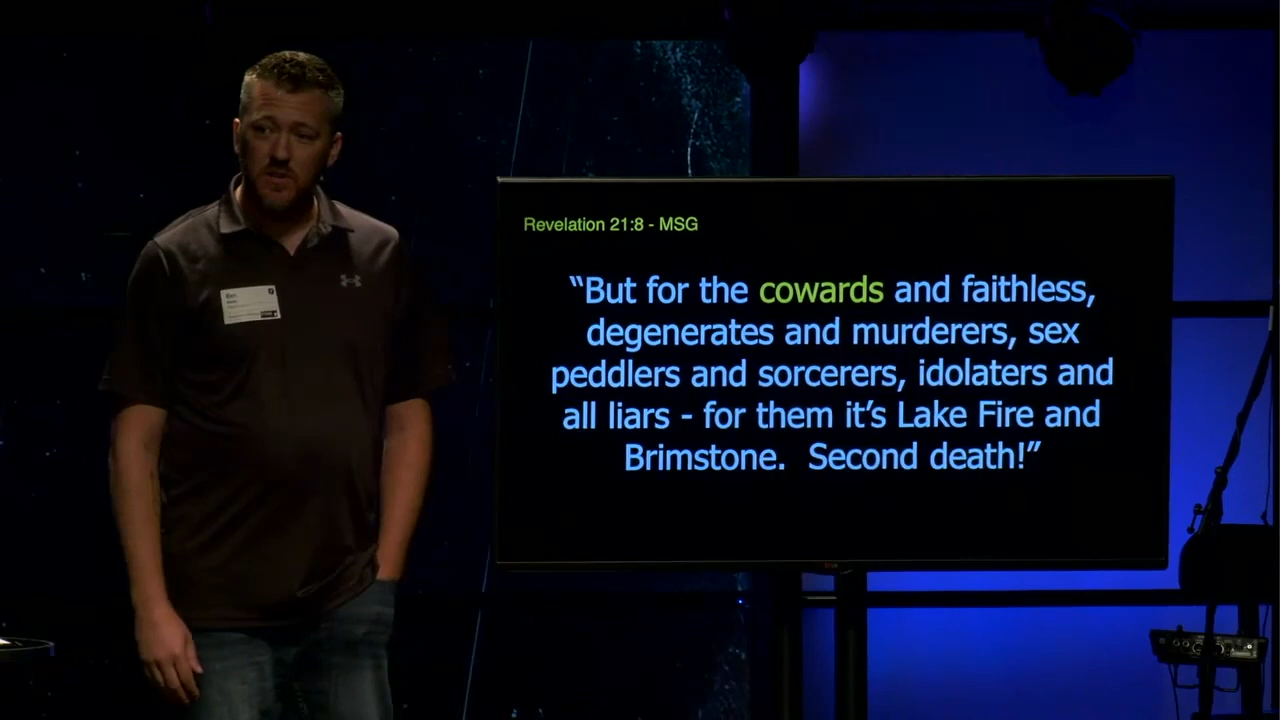 Revelation 21:8 - MSG
“But for the cowards and faithless,
degenerates and murderers, sex
peddlers and sorcerers, idolaters and
all liars - for them it’s Lake Fire and
Brimstone.  Second death!”